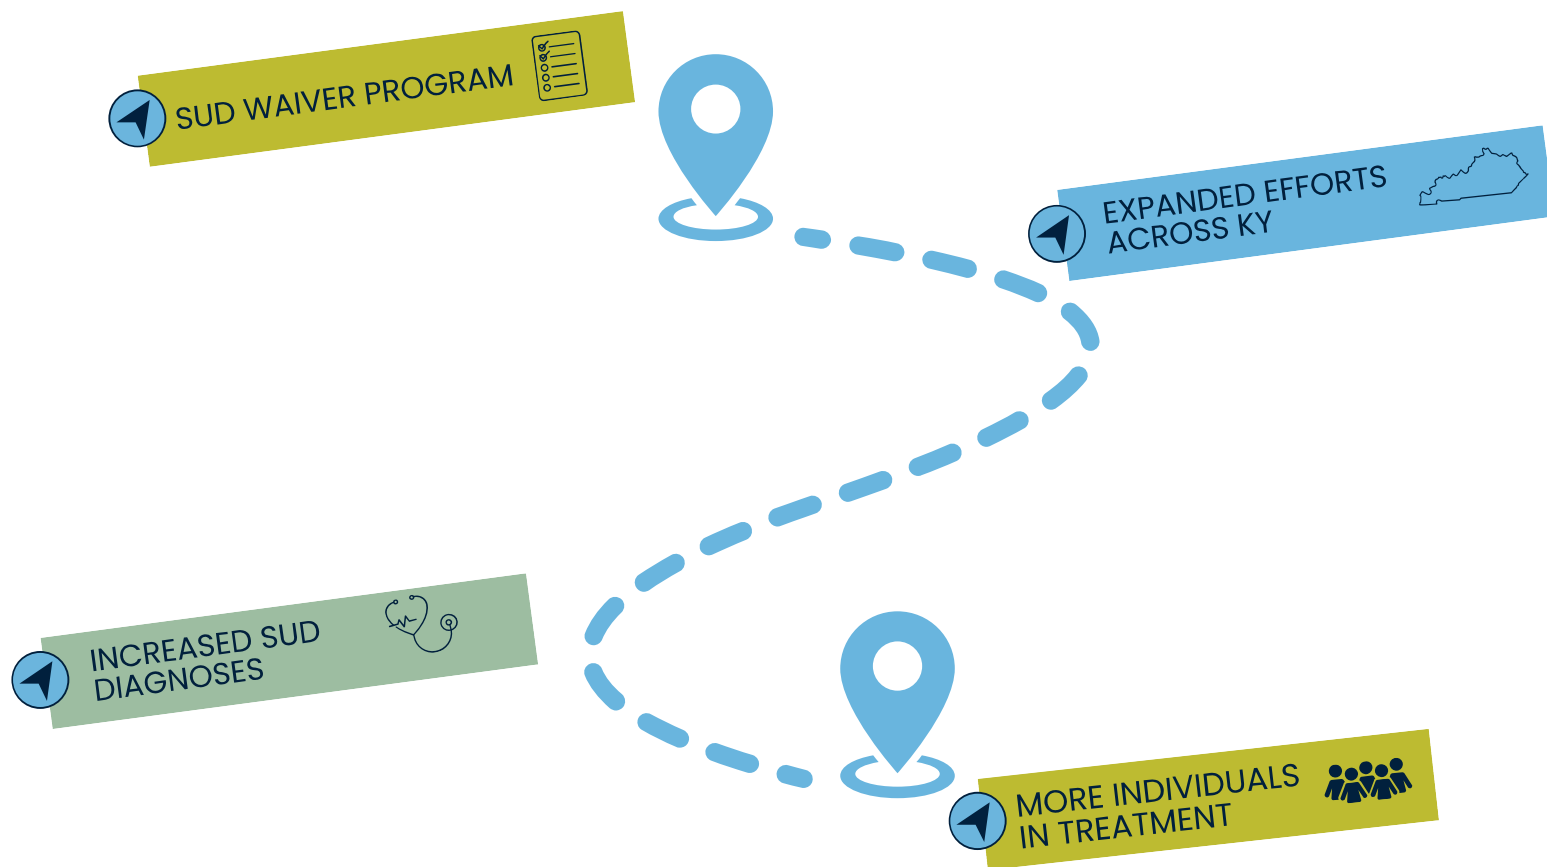 SUD WAIVER PROGRAM
EXPANDED EFFORTS
ACROSS KY
INCREASED SUD
DIAGNOSES
MORE INDIVIDUALS
IN TREATMENT